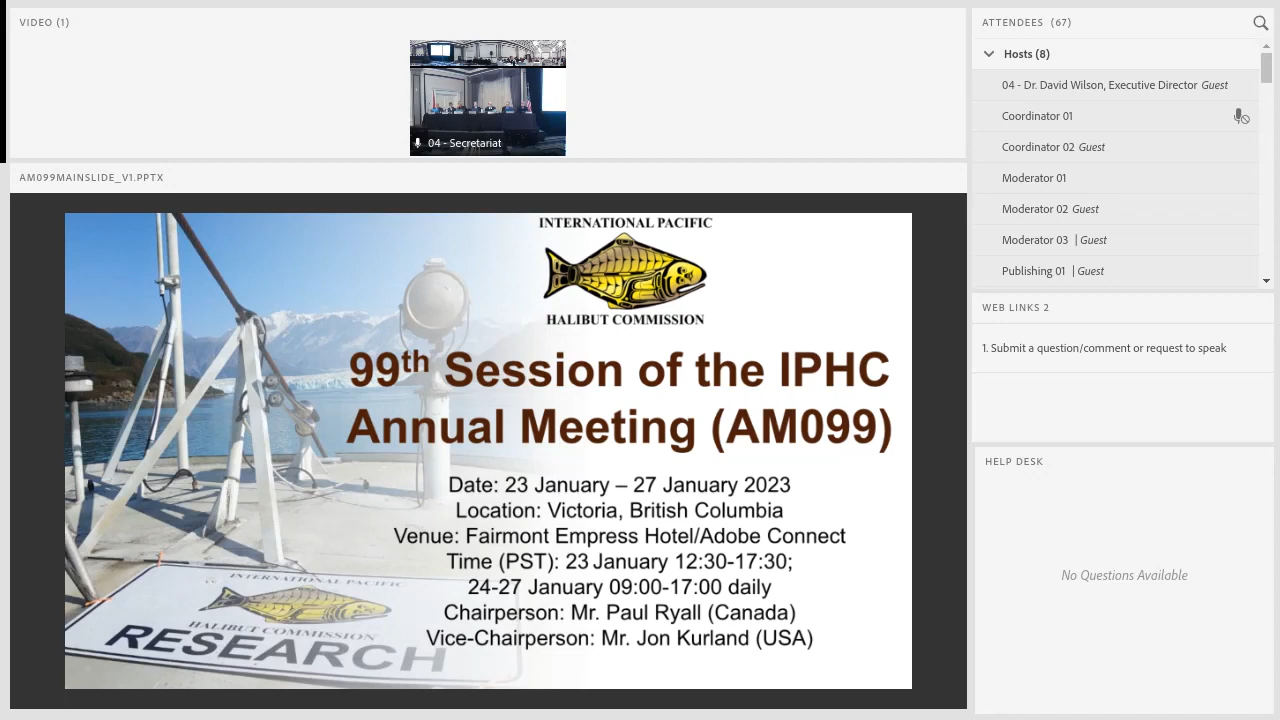 VIDEO (1)
04 - Secretariat
AM099MAINSLIDE_V1.PPTX
INTERNATIONAL PACIFIC
HALIBUT COMMISSION
99th Session of the IPHC
Annual Meeting (AM099)
Date: 23 January – 27 January 2023
Location: Victoria, British Columbia
Venue: Fairmont Empress Hotel/Adobe Connect
Time (PST): 23 January 12:30-17:30;
24-27 January 09:00-17:00 daily
Chairperson: Mr. Paul Ryall (Canada)
Vice-Chairperson: Mr. Jon Kurland (USA)
INTERNATIONAL PACIFIC
HALIBUT COMMISSION
RESEARCH
ATTENDEES (67)
Hosts (8)
04 - Dr. David Wilson, Executive Director Guest
Coordinator 01
Coordinator 02 Guest
Moderator 01
Moderator 02 Guest
Moderator 03 | Guest
Publishing 01 | Guest
WEB LINKS 2
1. Submit a question/comment or request to speak
HELP DESK
No Questions Available